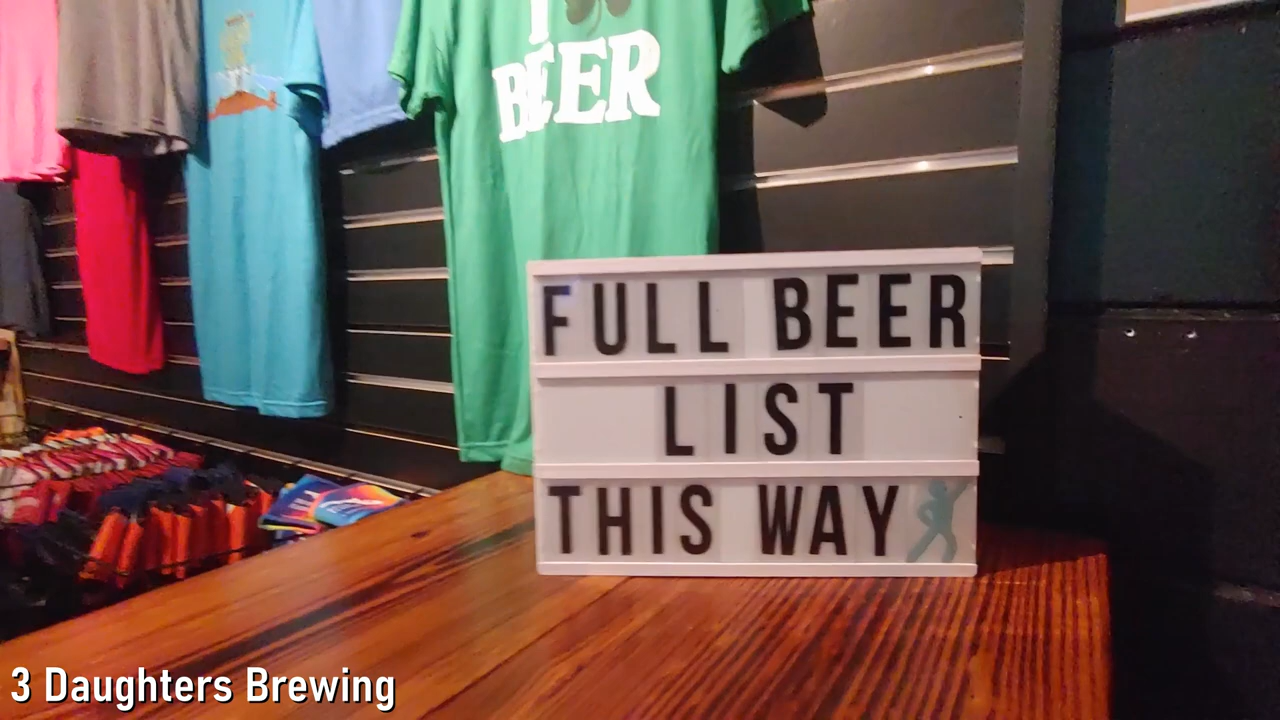 I
BEER
FULL BEER
LIST
THIS WAY
3 Daughters Brewing